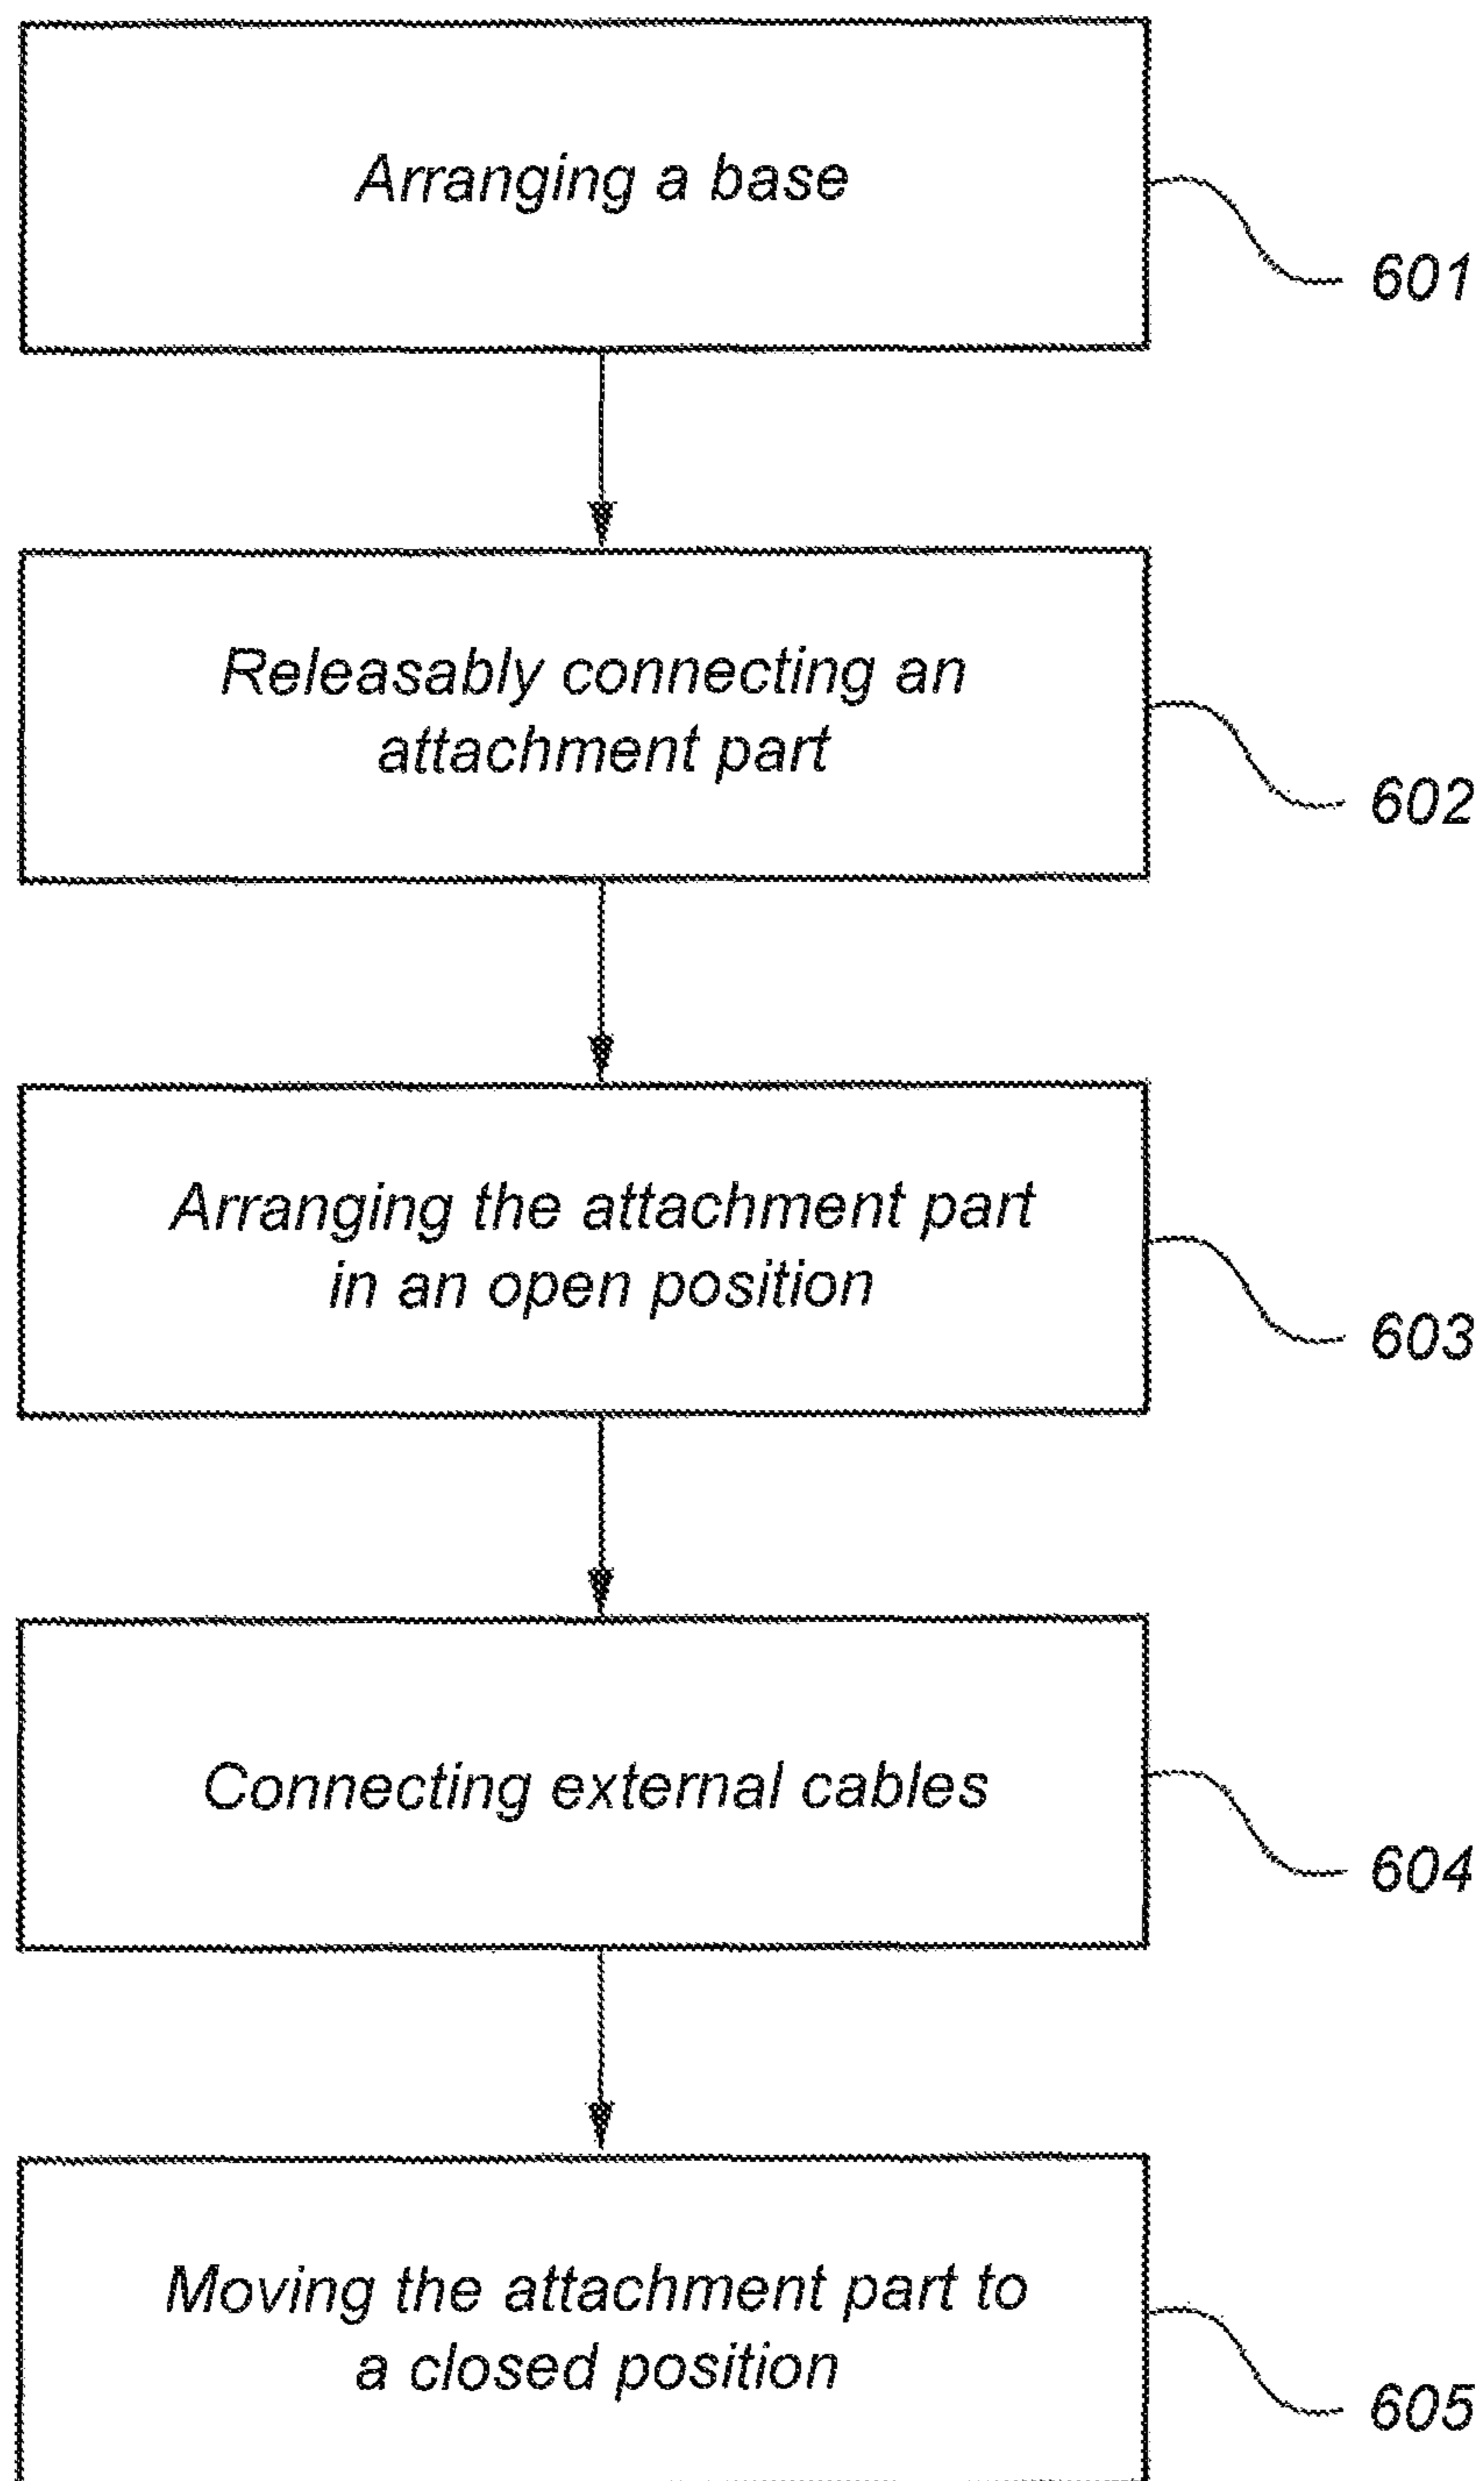 Arranging a base
601
Releasably connecting an
attachment part
602
Arranging the attachment part
in an open position
603
Connecting external cables
604
Moving the attachment part to
a closed position
605